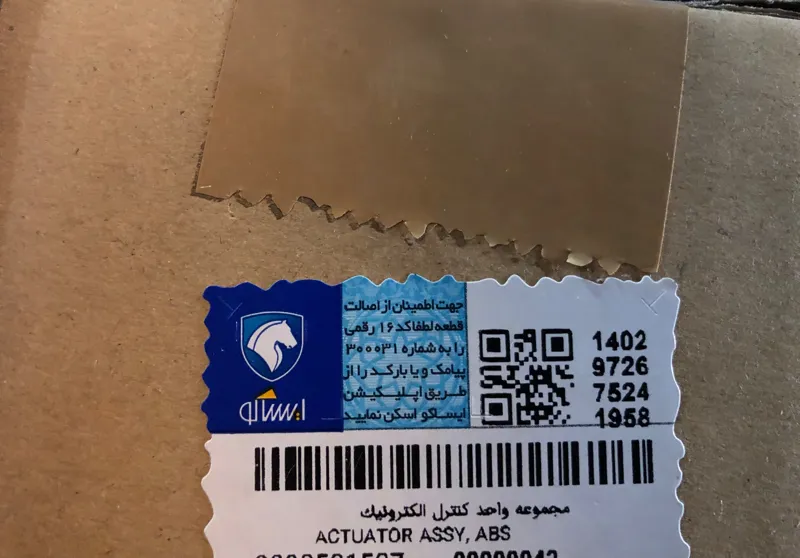 ایساکو
جهت اطمینان از اصالت
قطعه لطفا کد ۱۶ رقمی
را به شماره ۳۰۰۰۳۱
پیامک و یا بارکد را از
طریق اپلیکیشن
ایساکو اسکن نمایید
1402
9726
7524
1958
مجموعه واحد کنترل الکترونیك
ACTUATOR ASSY, ABS